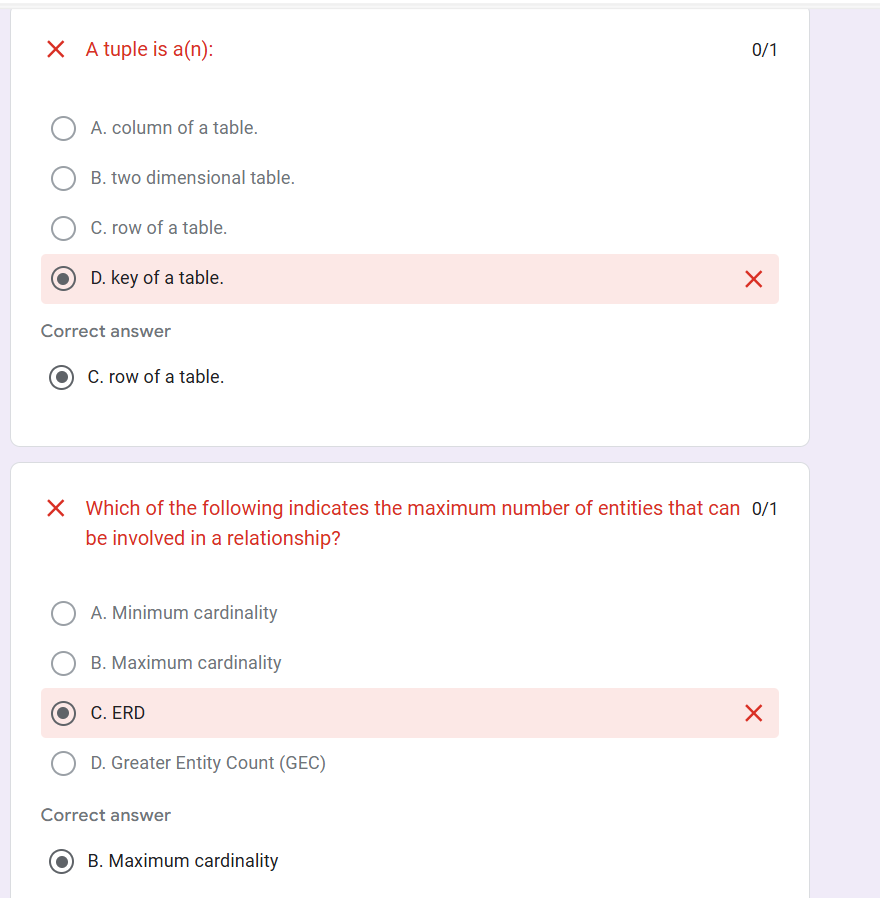 A tuple is a(n):
0/1
A. column of a table.
B. two dimensional table.
C. row of a table.
D. key of a table.
Correct answer
C. row of a table.
Which of the following indicates the maximum number of entities that can 0/1
be involved in a relationship?
A. Minimum cardinality
B. Maximum cardinality
C. ERD
D. Greater Entity Count (GEC)
Correct answer
B. Maximum cardinality